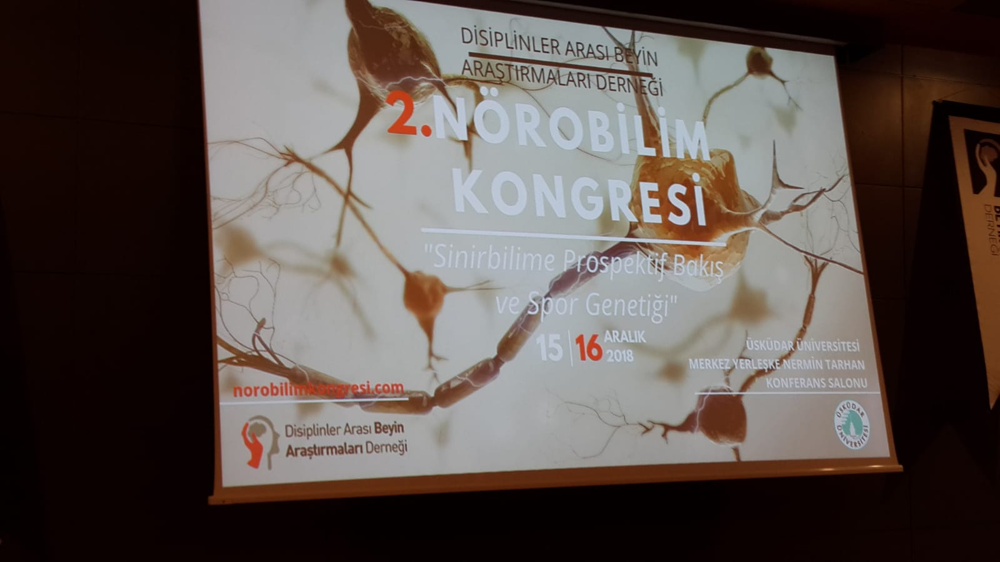 DİSİPLİNLER ARASI BEYİN
ARAŞTIRMALARI DERNEĞİ
2.NÖROBİLİM
KONGRESİ
"Sinirbilime Prospektif Bakış
ve Spor Genetiği"
15|16 ARALIK
2018
ÜSKÜDAR ÜNİVERSİTESİ
MERKEZ YERLEŞKE NERMİN TARHAN
KONFERANS SALONU
norobilimkongresi.com
Disiplinler Arası Beyin
Araştırmaları Derneği
ÜSKÜDAR ÜNİVERSİTESİ
DERNEĞİ